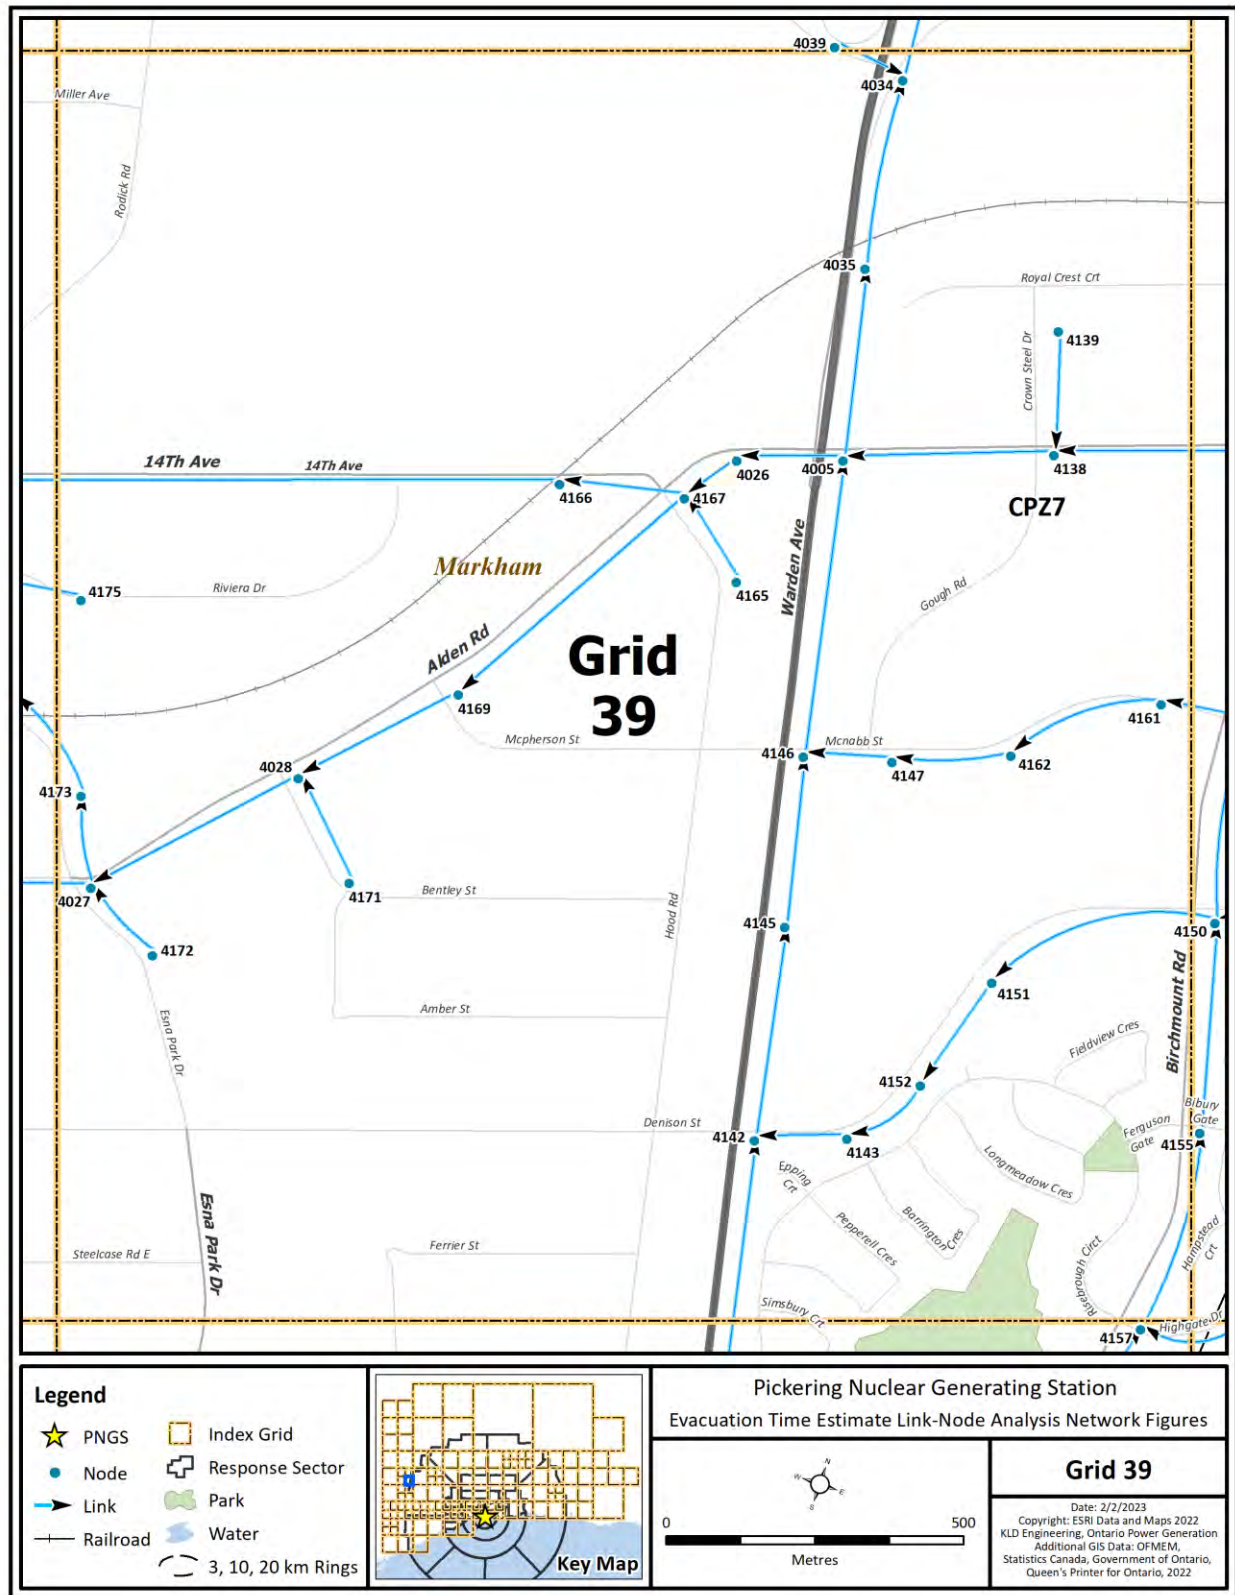 4039
4034
Miller Ave
Rodick Rd
4035
Royal Crest Crt
4139
Crown Steel Dr
14Th Ave
14Th Ave
4026
4005
4138
4166
4167
CPZ7
Markham
Warden Ave
4175
Riviera Dr
4165
Gough Rd
Alden Rd
Grid
39
4169
4161
Mcpherson St
4146
Mcnabb St
4147
4162
4028
4173
4171
Bentley St
4027
Hood Rd
4145
4150
4172
4151
Birchmount Rd
Amber St
Esna Park Dr
Fieldview Cres
4152
Bibury
Gate
Ferguson
Gate
Denison St
4142
4143
4155
Epping
Crt
Longmeadow Cres
Esna Park Dr
Pepperell Cres
Barrington
Cres
Hampstead
Crt
Steelcase Rd E
Ferrier St
Risebrough Circt
Simsbury Crt
4157
Highgate Dr
Legend
PNGS
Node
Link
Railroad
Index Grid
Response Sector
Park
Water
3, 10, 20 km Rings
Key Map
Pickering Nuclear Generating Station
Evacuation Time Estimate Link-Node Analysis Network Figures
N
W
E
S
0
500
Metres
Grid 39
Date: 2/2/2023
Copyright: ESRI Data and Maps 2022
KLD Engineering, Ontario Power Generation
Additional GIS Data: OFMEM,
Statistics Canada, Government of Ontario,
Queen's Printer for Ontario, 2022